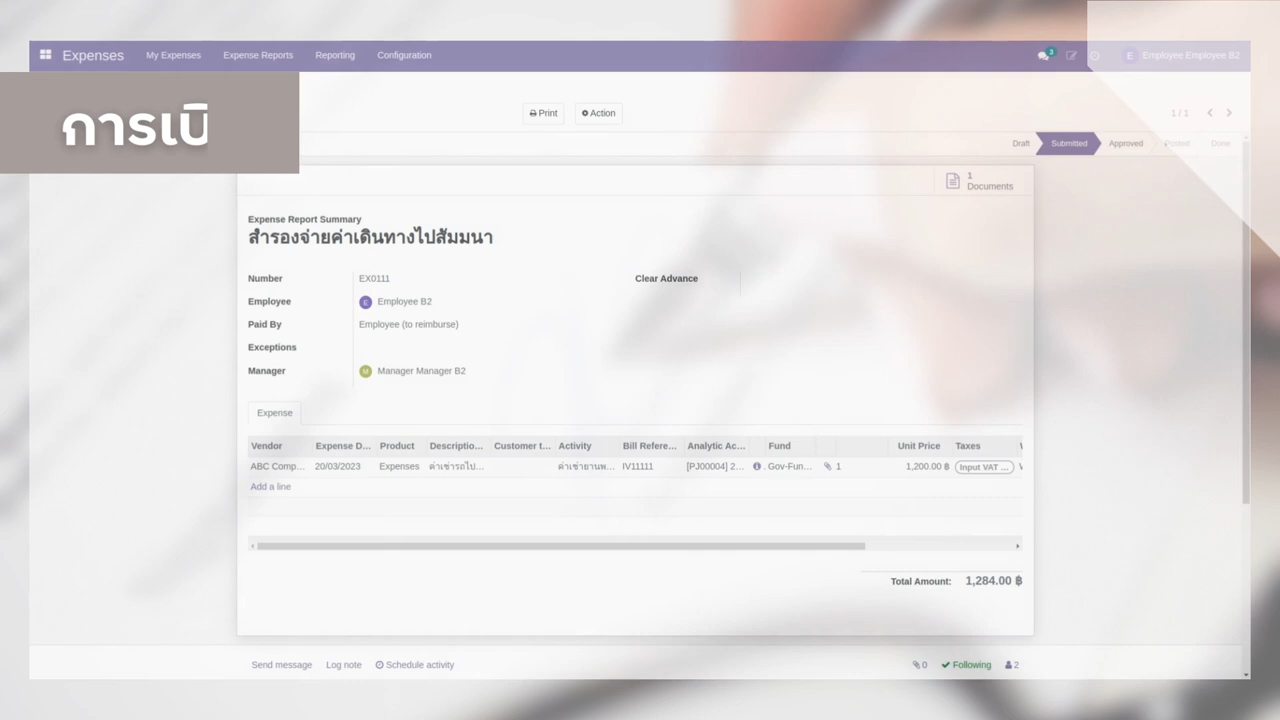 Expenses My Expenses Expense Reports Reporting Configuration 3 E Employee Employee B2
การเบิ
Print Action 1 / 1
Draft Submitted Approved Posted Done
1
Documents
Expense Report Summary
สำรองจ่ายค่าเดินทางไปสัมมนา
Number EX0111 Clear Advance
Employee E Employee B2
Paid By Employee (to reimburse)
Exceptions
Manager M Manager Manager B2
Expense
Vendor Expense D... Product Descriptio... Customer t... Activity Bill Refere... Analytic Ac... Fund Unit Price Taxes
ABC Comp... 20/03/2023 Expenses ค่าเช่ารถไป... ค่าเช่ายานพ... IV11111 [PJ00004] 2... Gov-Fun... 1 1,200.00 ฿ Input VAT ...
Add a line
Total Amount: 1,284.00 ฿
Send message Log note Schedule activity 0 Following 2